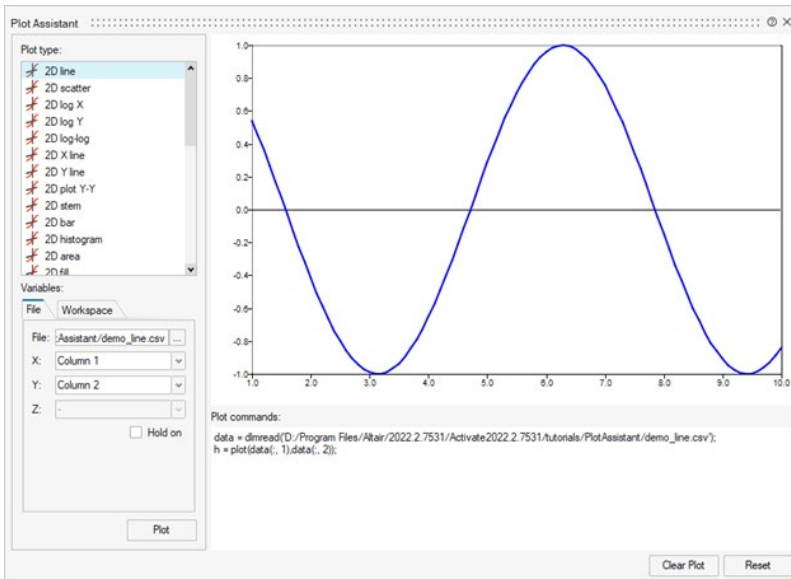 Plot Assistant
Plot type:
2D line
2D scatter
2D log X
2D log Y
2D log-log
2D X line
2D Y line
2D plot Y-Y
2D stem
2D bar
2D histogram
2D area
2D fill
Variables:
File Workspace
File: :Assistant/demo_line.csv ...
X: Column 1
Y: Column 2
Z: -
Hold on
Plot
1.0
0.8
0.6
0.4
0.2
0.0
-0.2
-0.4
-0.6
-0.8
-1.0
1.0 2.0 3.0 4.0 5.0 6.0 7.0 8.0 9.0 10.0
Plot commands:
data = dlmread('D:/Program Files/Altair/2022.2.7531/Activate2022.2.7531/tutorials/PlotAssistant/demo_line.csv');
h = plot(data(:, 1),data(:, 2));
Clear Plot Reset